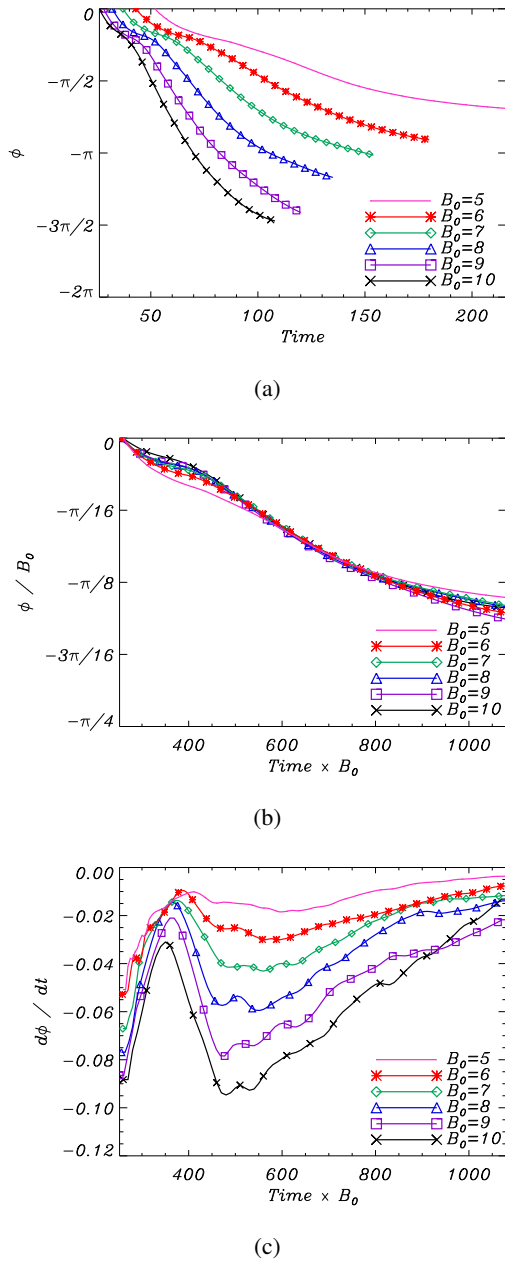 0
−π/2
−π
−3π/2
−2π
φ
50 100 150 200
Time
B₀=5
B₀=6
B₀=7
B₀=8
B₀=9
B₀=10
(a)
0
−π/16
−π/8
−3π/16
−π/4
φ / B₀
400 600 800 1000
Time × B₀
B₀=5
B₀=6
B₀=7
B₀=8
B₀=9
B₀=10
(b)
0.00
−0.02
−0.04
−0.06
−0.08
−0.10
−0.12
dφ / dt
400 600 800 1000
Time × B₀
B₀=5
B₀=6
B₀=7
B₀=8
B₀=9
B₀=10
(c)